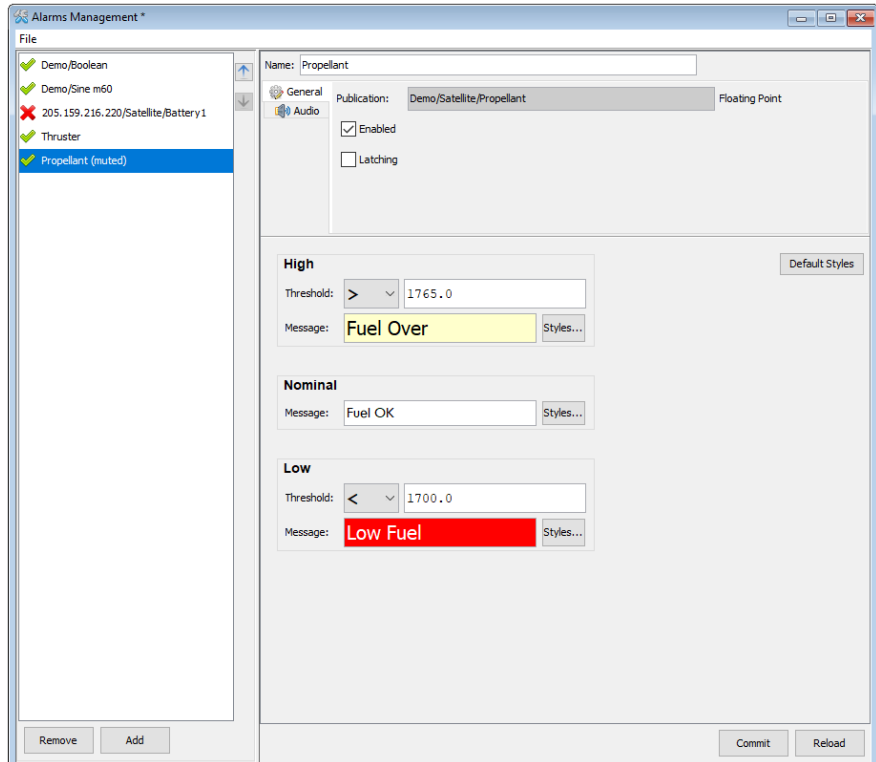 Alarms Management *
File
Demo/Boolean
Demo/Sine m60
205.159.216.220/Satellite/Battery1
Thruster
Propellant (muted)
Remove
Add
Name: Propellant
General
Audio
Publication: Demo/Satellite/Propellant Floating Point
Enabled
Latching
Default Styles
High
Threshold: > 1765.0
Message: Fuel Over Styles...
Nominal
Message: Fuel OK Styles...
Low
Threshold: < 1700.0
Message: Low Fuel Styles...
Commit
Reload